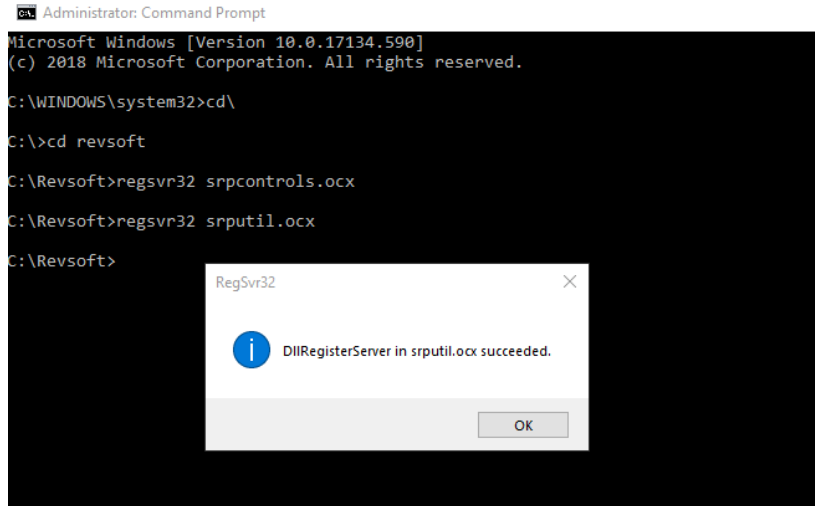 Administrator: Command Prompt
Microsoft Windows [Version 10.0.17134.590]
(c) 2018 Microsoft Corporation. All rights reserved.
C:\WINDOWS\system32>cd\
C:\>cd revsoft
C:\Revsoft>regsvr32 srpcontrols.ocx
C:\Revsoft>regsvr32 srputil.ocx
C:\Revsoft>
RegSvr32
DllRegisterServer in srputil.ocx succeeded.
OK